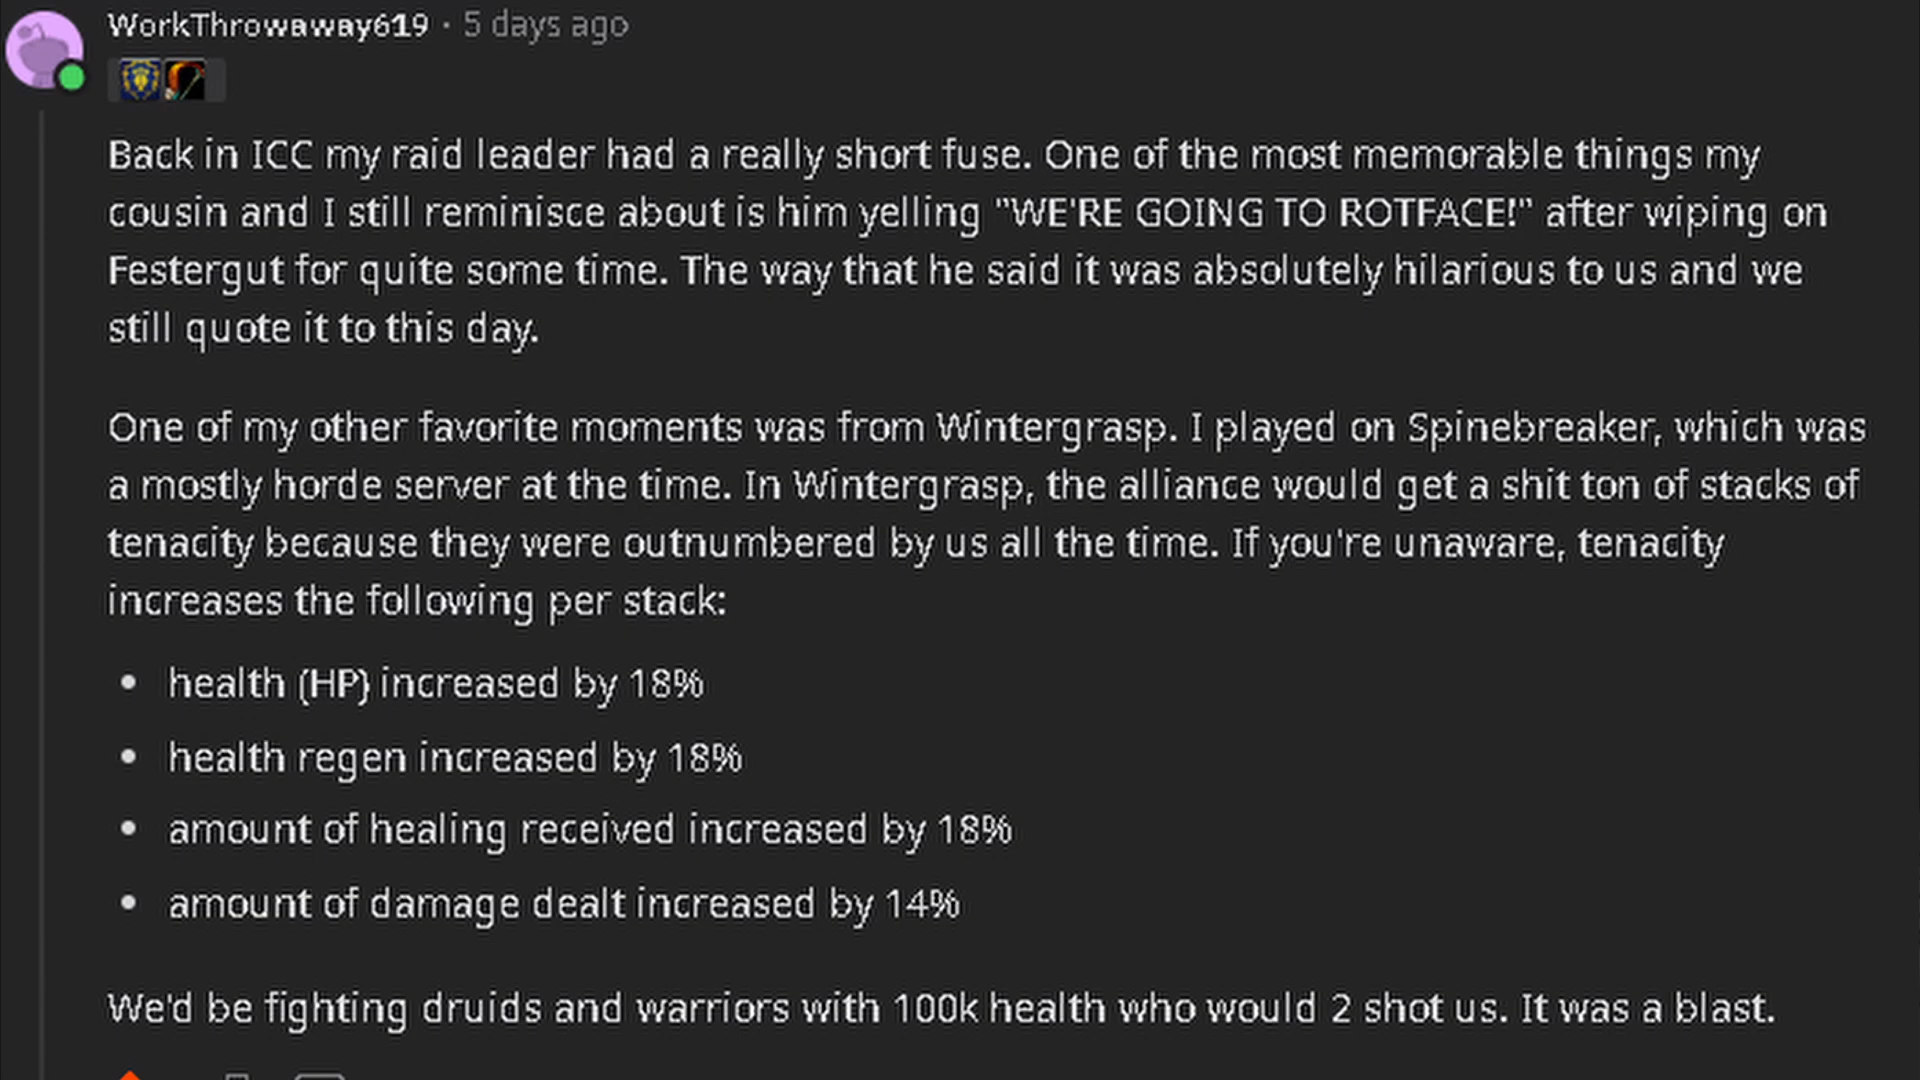 WorkThrowaway619 · 5 days ago
Back in ICC my raid leader had a really short fuse. One of the most memorable things my
cousin and I still reminisce about is him yelling "WE'RE GOING TO ROTFACE!" after wiping on
Festergut for quite some time. The way that he said it was absolutely hilarious to us and we
still quote it to this day.
One of my other favorite moments was from Wintergrasp. I played on Spinebreaker, which was
a mostly horde server at the time. In Wintergrasp, the alliance would get a shit ton of stacks of
tenacity because they were outnumbered by us all the time. If you're unaware, tenacity
increases the following per stack:
• health (HP) increased by 18%
• health regen increased by 18%
• amount of healing received increased by 18%
• amount of damage dealt increased by 14%
We'd be fighting druids and warriors with 100k health who would 2 shot us. It was a blast.